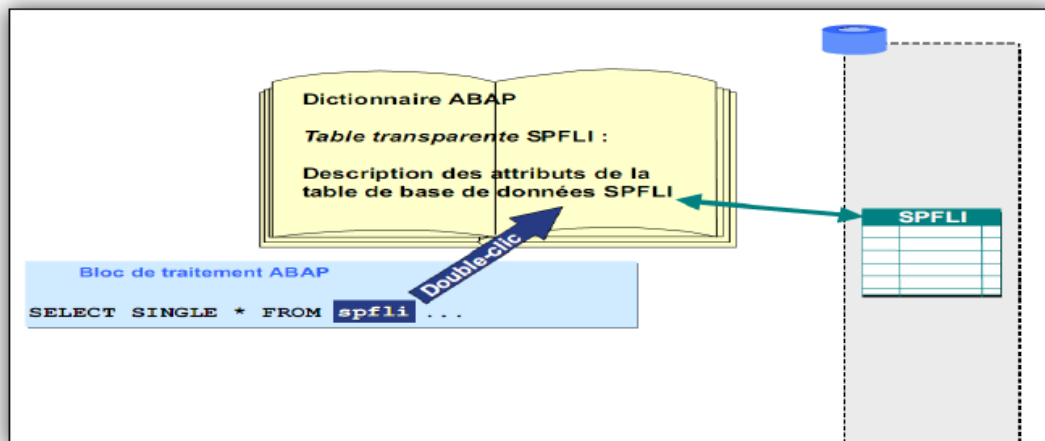 Dictionnaire ABAP
Table transparente SPFLI :
Description des attributs de la
table de base de données SPFLI
SPFLI
Double-clic
Bloc de traitement ABAP
SELECT SINGLE * FROM spfli ...